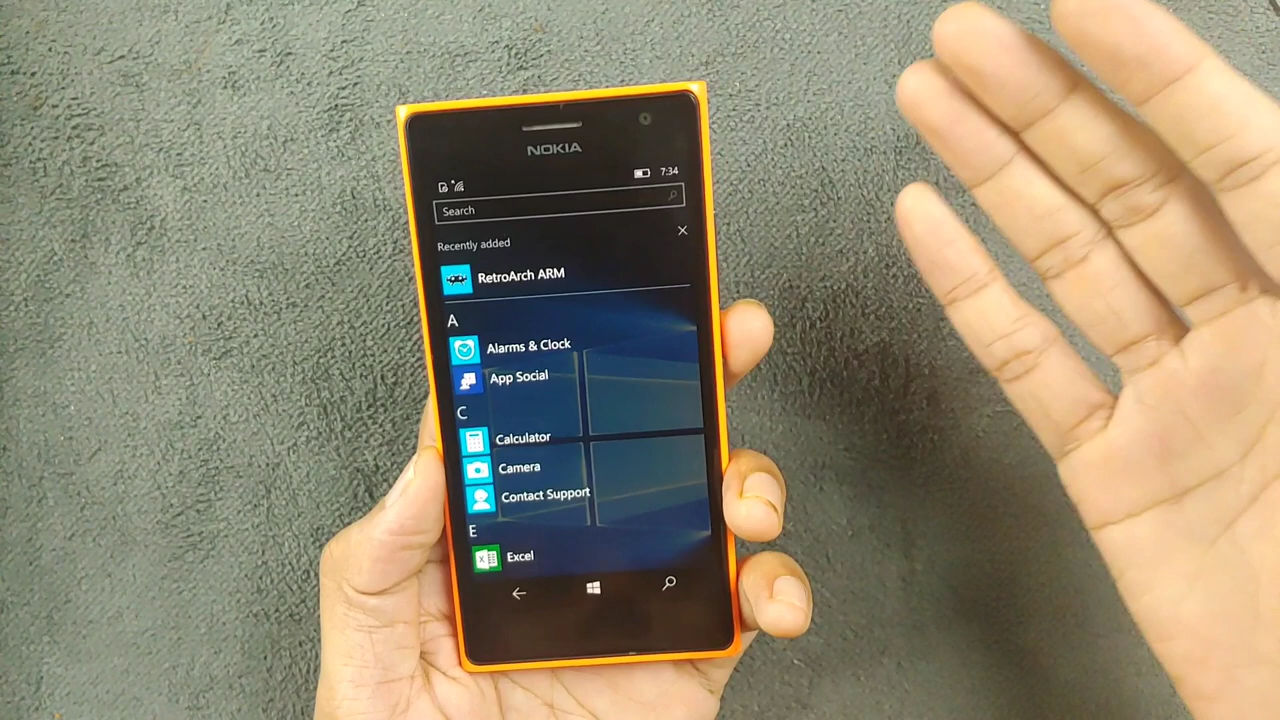 NOKIA
7:34
Search
Recently added
RetroArch ARM
A
Alarms & Clock
App Social
C
Calculator
Camera
Contact Support
E
Excel